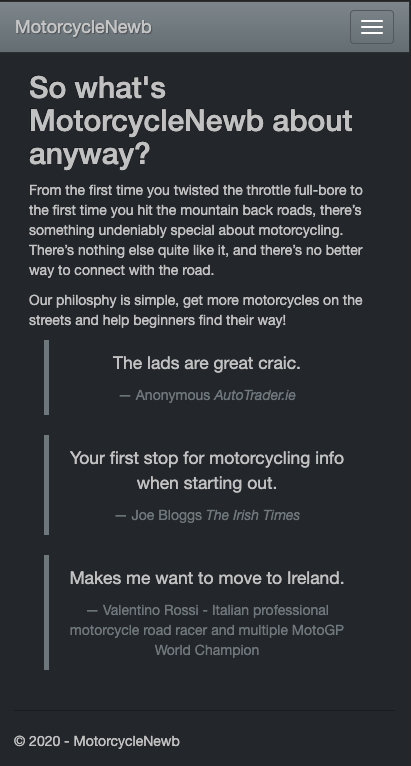 MotorcycleNewb
So what's
MotorcycleNewb about
anyway?
From the first time you twisted the throttle full-bore to
the first time you hit the mountain back roads, there’s
something undeniably special about motorcycling.
There’s nothing else quite like it, and there’s no better
way to connect with the road.
Our philosphy is simple, get more motorcycles on the
streets and help beginners find their way!
The lads are great craic.
— Anonymous AutoTrader.ie
Your first stop for motorcycling info
when starting out.
— Joe Bloggs The Irish Times
Makes me want to move to Ireland.
— Valentino Rossi - Italian professional
motorcycle road racer and multiple MotoGP
World Champion
© 2020 - MotorcycleNewb